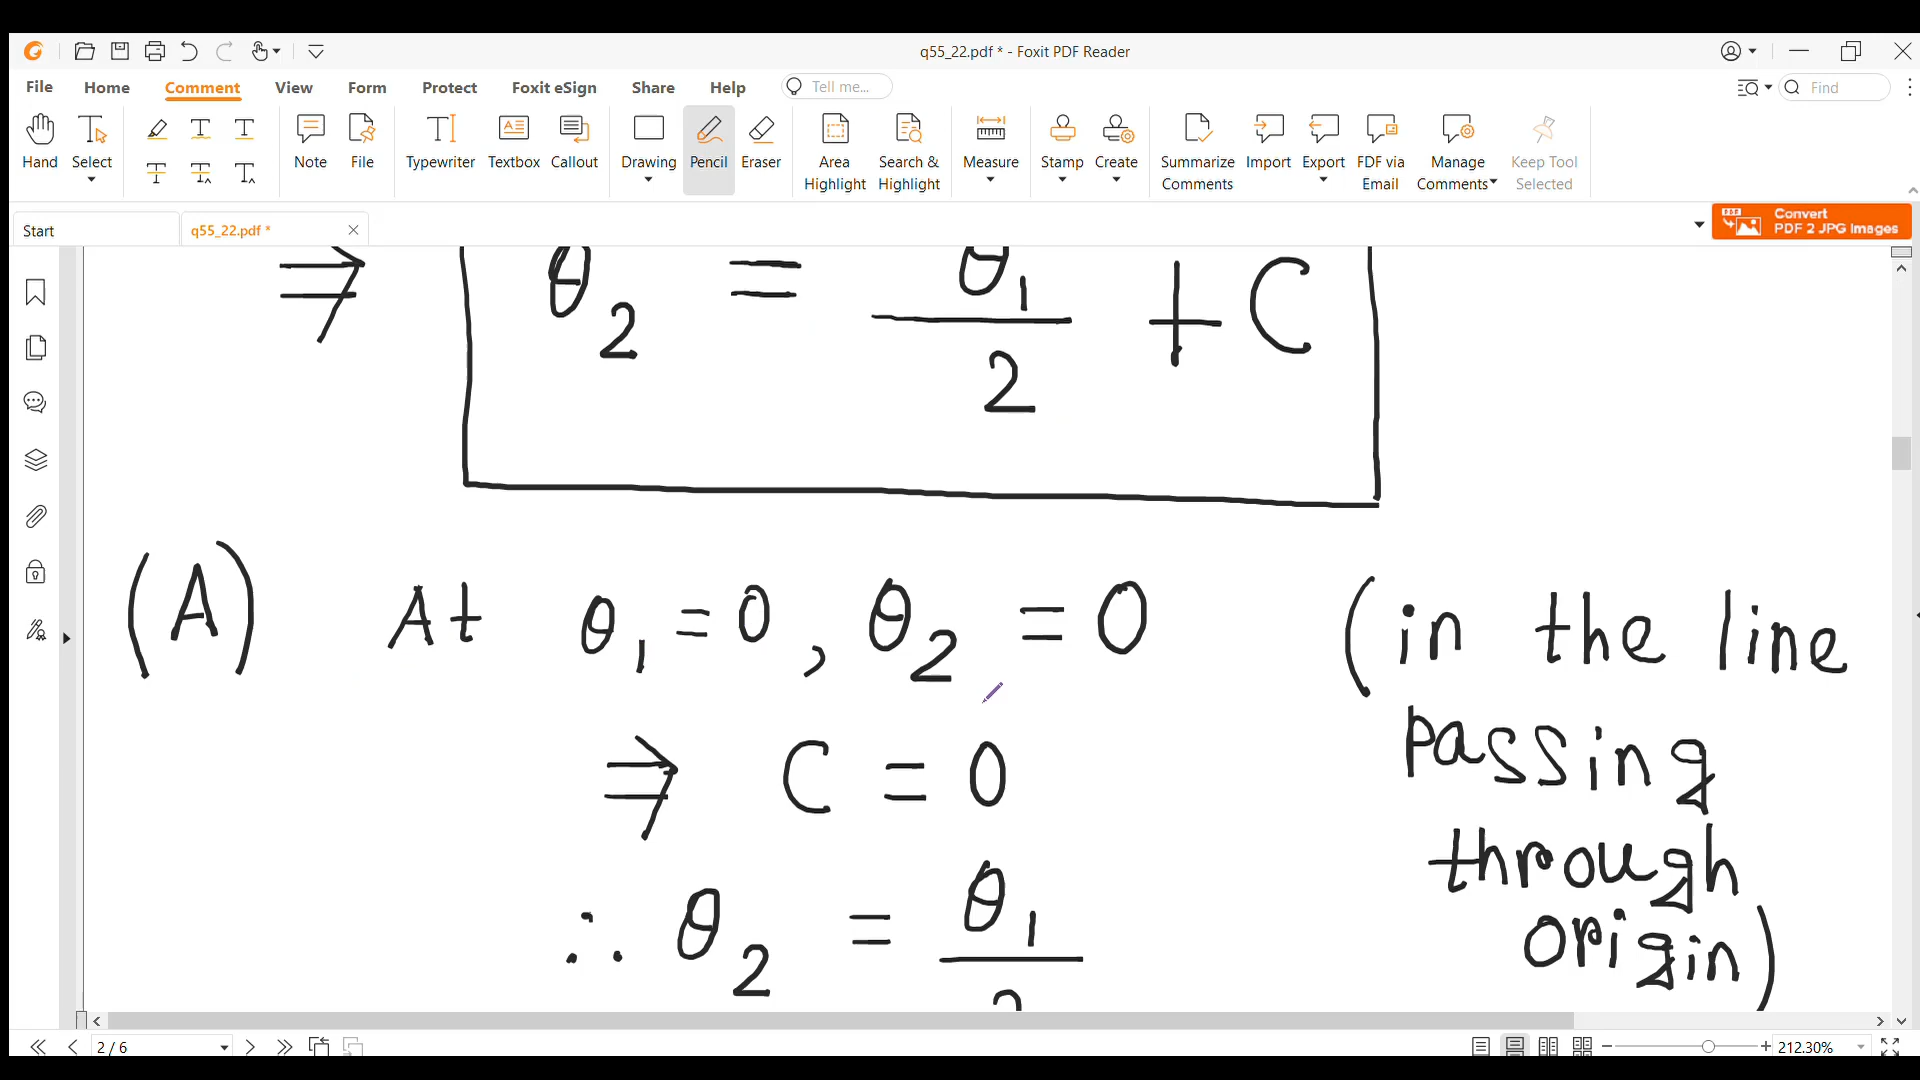 q55_22.pdf * - Foxit PDF Reader
File Home Comment View Form Protect Foxit eSign Share Help Tell me... Find
Hand Select Note File Typewriter Textbox Callout Drawing Pencil Eraser Area Highlight Search & Highlight Measure Stamp Create Summarize Comments Import Export FDF via Email Manage Comments Keep Tool Selected
Start q55_22.pdf * Convert PDF 2 JPG Images
⇒ θ₂ = θ₁/2 + C
(A) At θ₁ = 0, θ₂ = 0 (in the line
passing
⇒ C = 0
through
∴ θ₂ = θ₁/2
origin)
2 / 6 212.30%